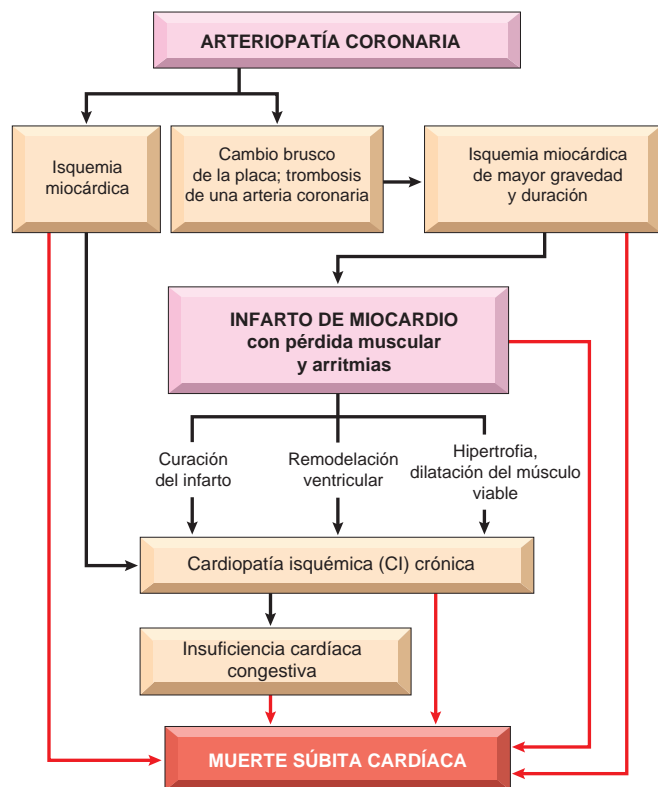 ARTERIOPATÍA CORONARIA
Isquemia
miocárdica
Cambio brusco
de la placa; trombosis
de una arteria coronaria
Isquemia miocárdica
de mayor gravedad
y duración
INFARTO DE MIOCARDIO
con pérdida muscular
y arritmias
Curación
del infarto
Remodelación
ventricular
Hipertrofia,
dilatación del músculo
viable
Cardiopatía isquémica (CI) crónica
Insuficiencia cardíaca
congestiva
MUERTE SÚBITA CARDÍACA